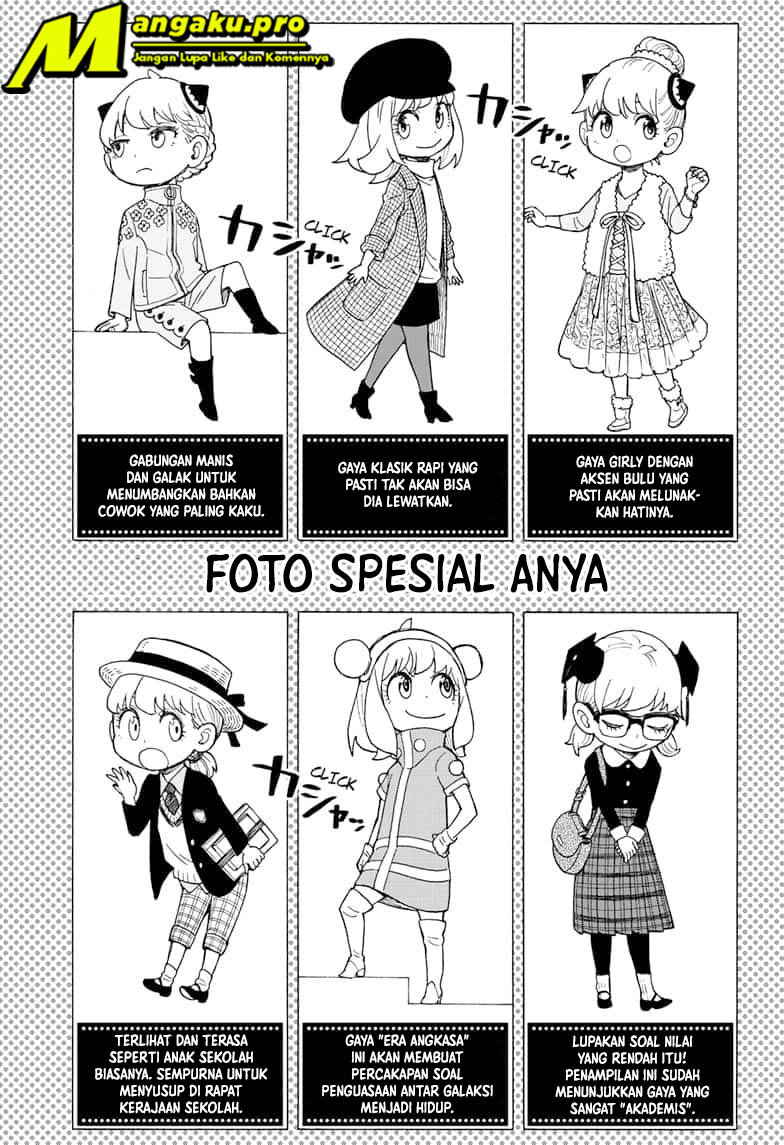 Mangaku.pro
Jangan Lupa Like dan Komennya
カシャッ
CLICK
カシャッ
CLICK
GABUNGAN MANIS
DAN GALAK UNTUK
MENUMBANGKAN BAHKAN
COWOK YANG PALING KAKU.
GAYA KLASIK RAPI YANG
PASTI TAK AKAN BISA
DIA LEWATKAN.
GAYA GIRLY DENGAN
AKSEN BULU YANG
PASTI AKAN MELUNAK-
KAN HATINYA.
FOTO SPESIAL ANYA
カシャッ
CLICK
TERLIHAT DAN TERASA
SEPERTI ANAK SEKOLAH
BIASANYA. SEMPURNA UNTUK
MENYUSUP DI RAPAT
KERAJAAN SEKOLAH.
GAYA "ERA ANGKASA"
INI AKAN MEMBUAT
PERCAKAPAN SOAL
PENGUASAAN ANTAR GALAKSI
MENJADI HIDUP.
LUPAKAN SOAL NILAI
YANG RENDAH ITU!
PENAMPILAN INI SUDAH
MENUNJUKKAN GAYA YANG
SANGAT "AKADEMIS".